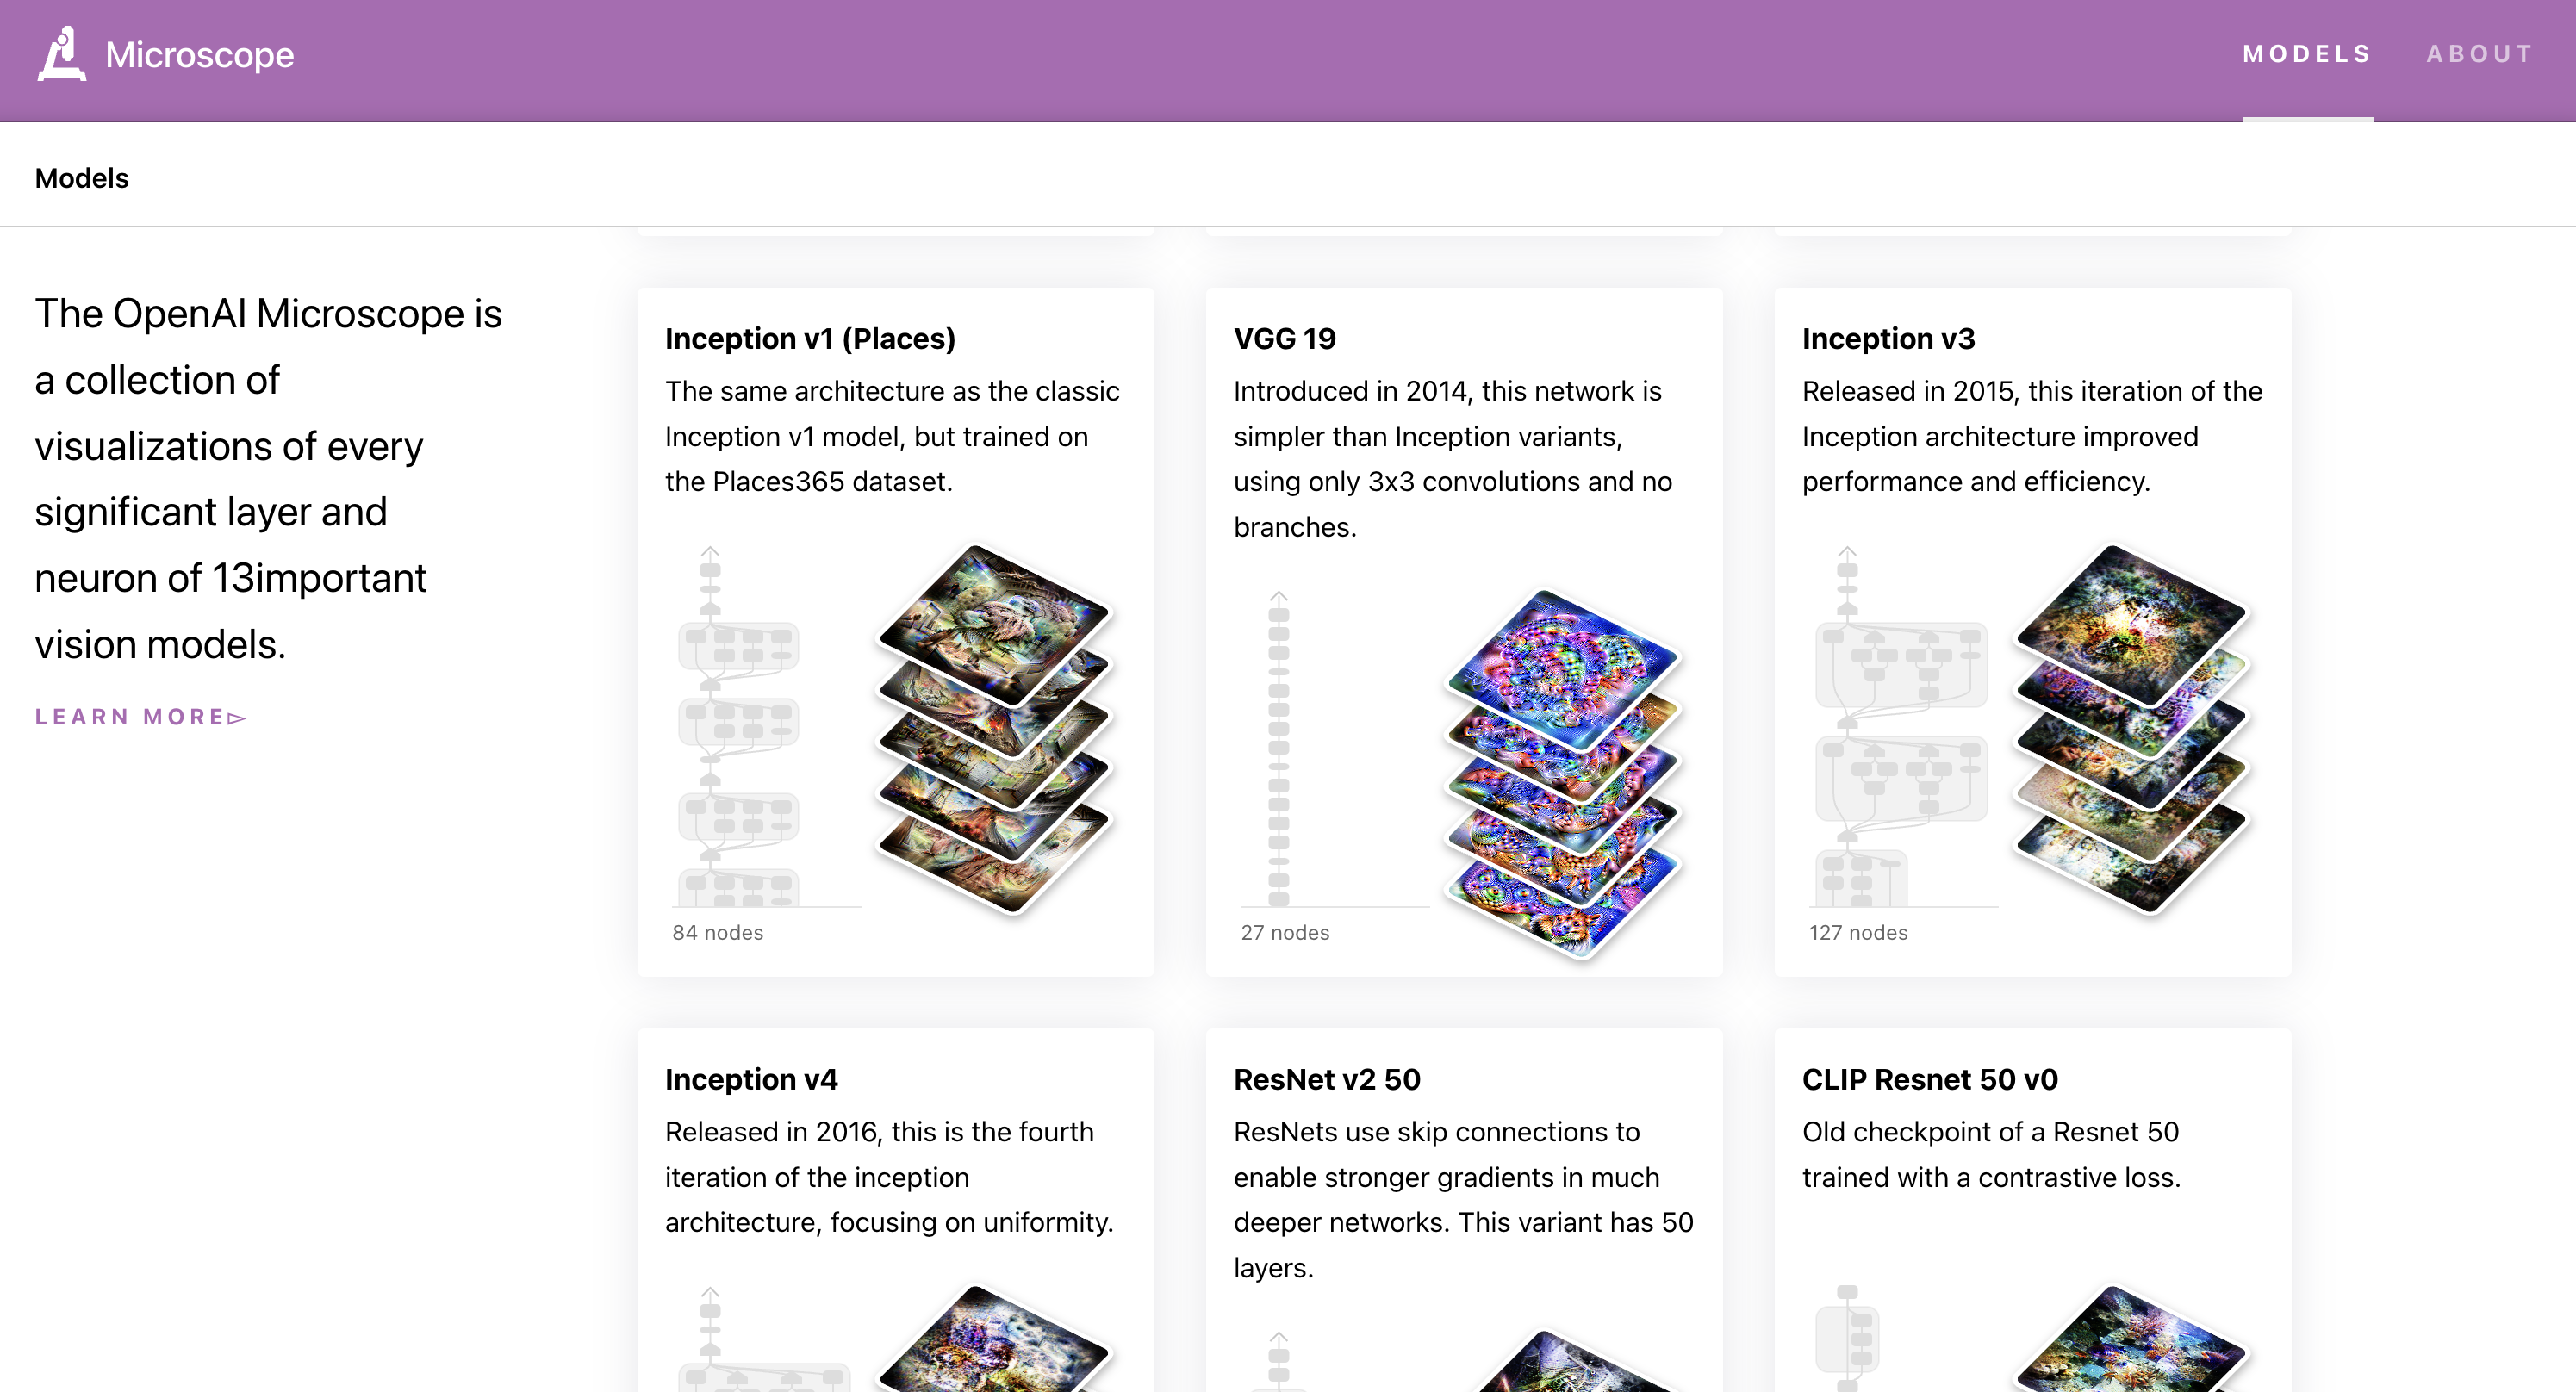 Microscope
MODELS
ABOUT
Models
The OpenAI Microscope is
a collection of
visualizations of every
significant layer and
neuron of 13important
vision models.
LEARN MORE▻
Inception v1 (Places)
The same architecture as the classic
Inception v1 model, but trained on
the Places365 dataset.
84 nodes
VGG 19
Introduced in 2014, this network is
simpler than Inception variants,
using only 3x3 convolutions and no
branches.
27 nodes
Inception v3
Released in 2015, this iteration of the
Inception architecture improved
performance and efficiency.
127 nodes
Inception v4
Released in 2016, this is the fourth
iteration of the inception
architecture, focusing on uniformity.
ResNet v2 50
ResNets use skip connections to
enable stronger gradients in much
deeper networks. This variant has 50
layers.
CLIP Resnet 50 v0
Old checkpoint of a Resnet 50
trained with a contrastive loss.